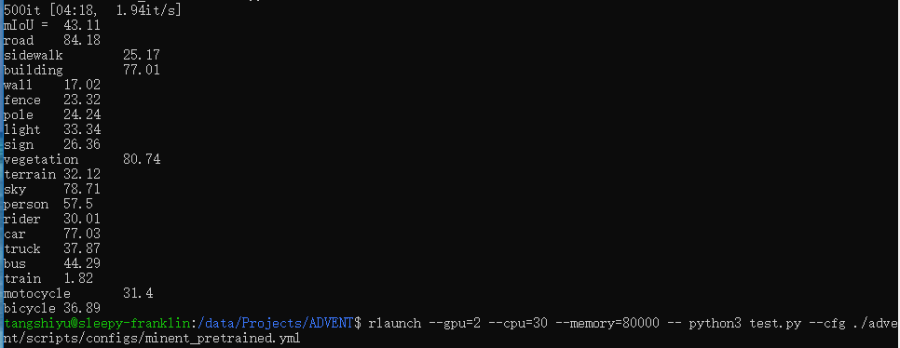 500it [04:18,  1.94it/s]
mIoU =  43.11
road    84.18
sidewalk        25.17
building        77.01
wall    17.02
fence   23.32
pole    24.24
light   33.34
sign    26.36
vegetation      80.74
terrain 32.12
sky     78.71
person  57.5
rider   30.01
car     77.03
truck   37.87
bus     44.29
train   1.82
motocycle       31.4
bicycle 36.89
tangshiyu@sleepy-franklin:/data/Projects/ADVENT$ rlaunch --gpu=2 --cpu=30 --memory=80000 -- python3 test.py --cfg ./adve
nt/scripts/configs/minent_pretrained.yml